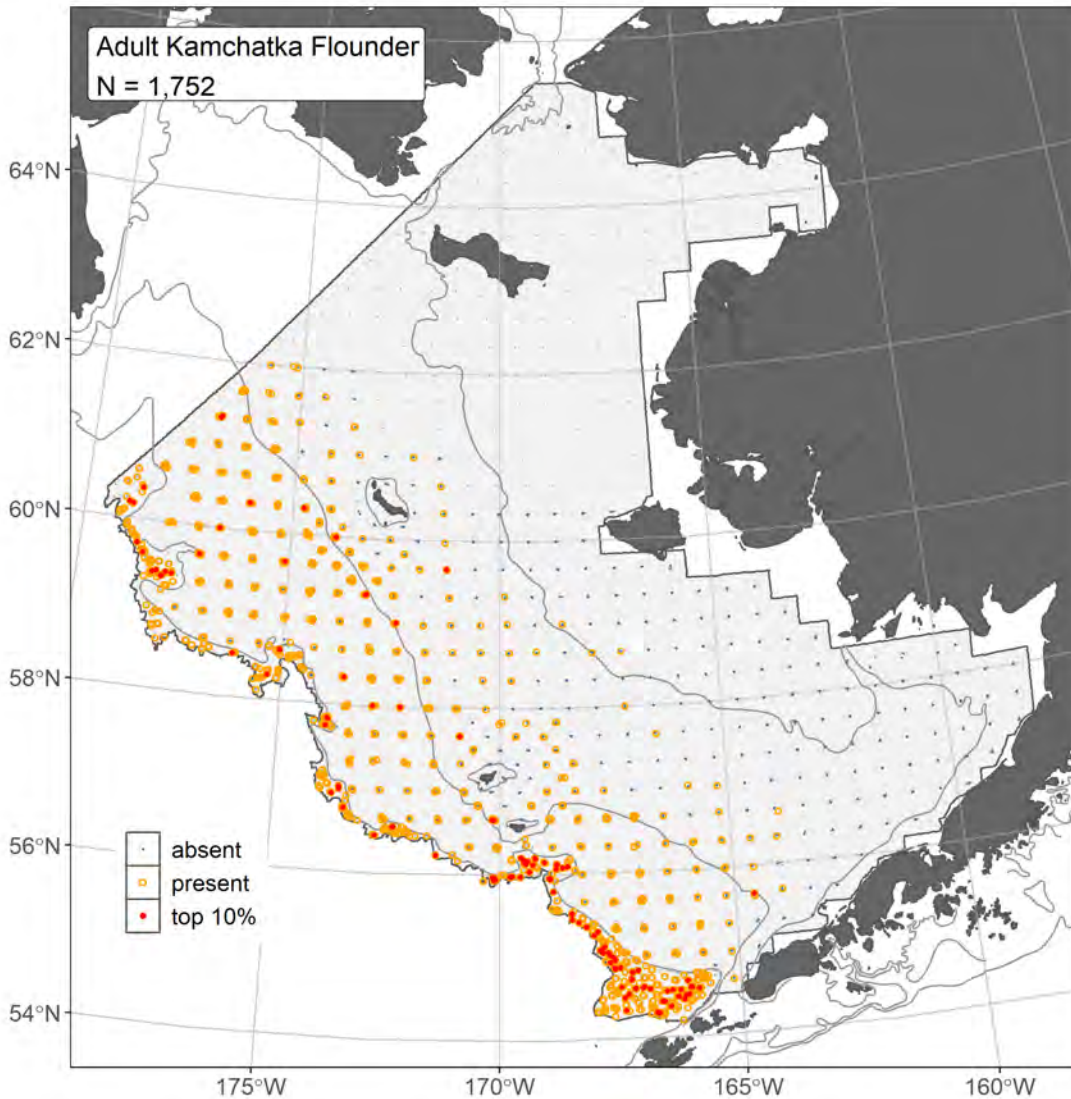 Adult Kamchatka Flounder
N = 1,752
64°N
62°N
60°N
58°N
56°N
54°N
absent
present
top 10%
175°W
170°W
165°W
160°W